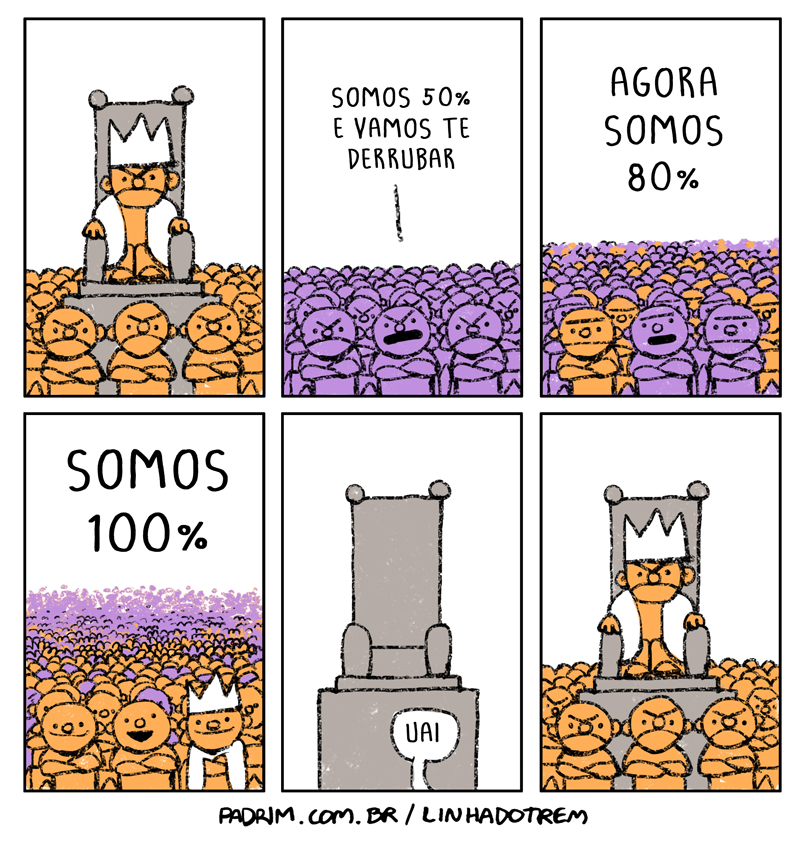 SOMOS 50%
E VAMOS TE
DERRUBAR
AGORA
SOMOS
80%
SOMOS
100%
UAI
PADRIM.COM.BR / LINHADOTREM